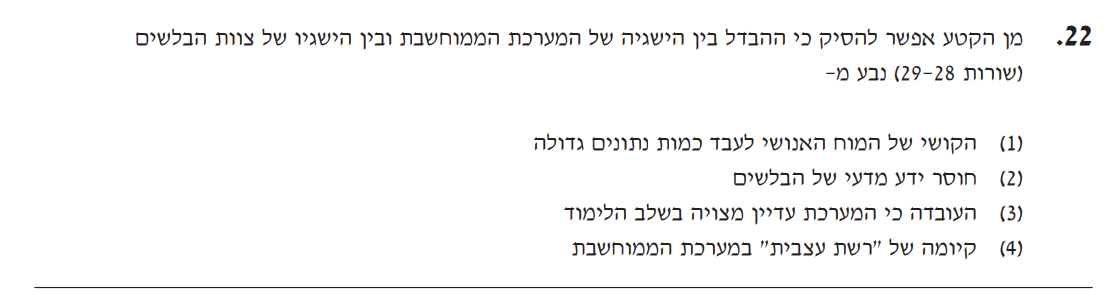 22. מן הקטע אפשר להסיק כי ההבדל בין הישגיה של המערכת הממוחשבת ובין הישגיו של צוות הבלשים
(שורות 28-29) נבע מ-
(1) הקושי של המוח האנושי לעבד כמות נתונים גדולה
(2) חוסר ידע מדעי של הבלשים
(3) העובדה כי המערכת עדיין מצויה בשלב הלימוד
(4) קיומה של "רשת עצבית" במערכת הממוחשבת